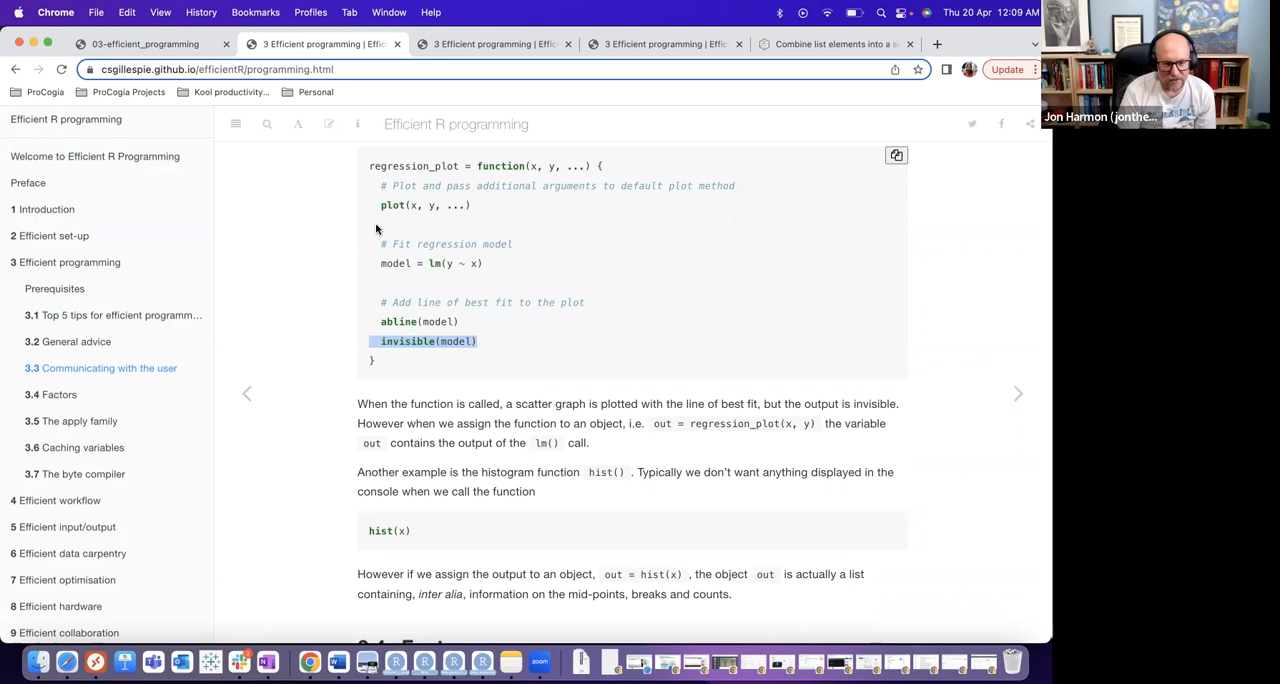 Chrome File Edit View History Bookmarks Profiles Tab Window Help Thu 20 Apr 12:09 AM
03-efficient_programming
3 Efficient programming | Effic
3 Efficient programming | Effic
3 Efficient programming | Effic
Combine list elements into a s
csgillespie.github.io/efficientR/programming.html
Update
ProCogia ProCogia Projects Kool productivity... Personal
Jon Harmon (jonthe...
Efficient R programming
Welcome to Efficient R Programming
Preface
1 Introduction
2 Efficient set-up
3 Efficient programming
Prerequisites
3.1 Top 5 tips for efficient programm...
3.2 General advice
3.3 Communicating with the user
3.4 Factors
3.5 The apply family
3.6 Caching variables
3.7 The byte compiler
4 Efficient workflow
5 Efficient input/output
6 Efficient data carpentry
7 Efficient optimisation
8 Efficient hardware
9 Efficient collaboration
Efficient R programming
regression_plot = function(x, y, ...) {
# Plot and pass additional arguments to default plot method
plot(x, y, ...)
# Fit regression model
model = lm(y ~ x)
# Add line of best fit to the plot
abline(model)
invisible(model)
}
When the function is called, a scatter graph is plotted with the line of best fit, but the output is invisible.
However when we assign the function to an object, i.e. out = regression_plot(x, y) the variable
out contains the output of the lm() call.
Another example is the histogram function hist() . Typically we don't want anything displayed in the
console when we call the function
hist(x)
However if we assign the output to an object, out = hist(x) , the object out is actually a list
containing, inter alia, information on the mid-points, breaks and counts.
zoom